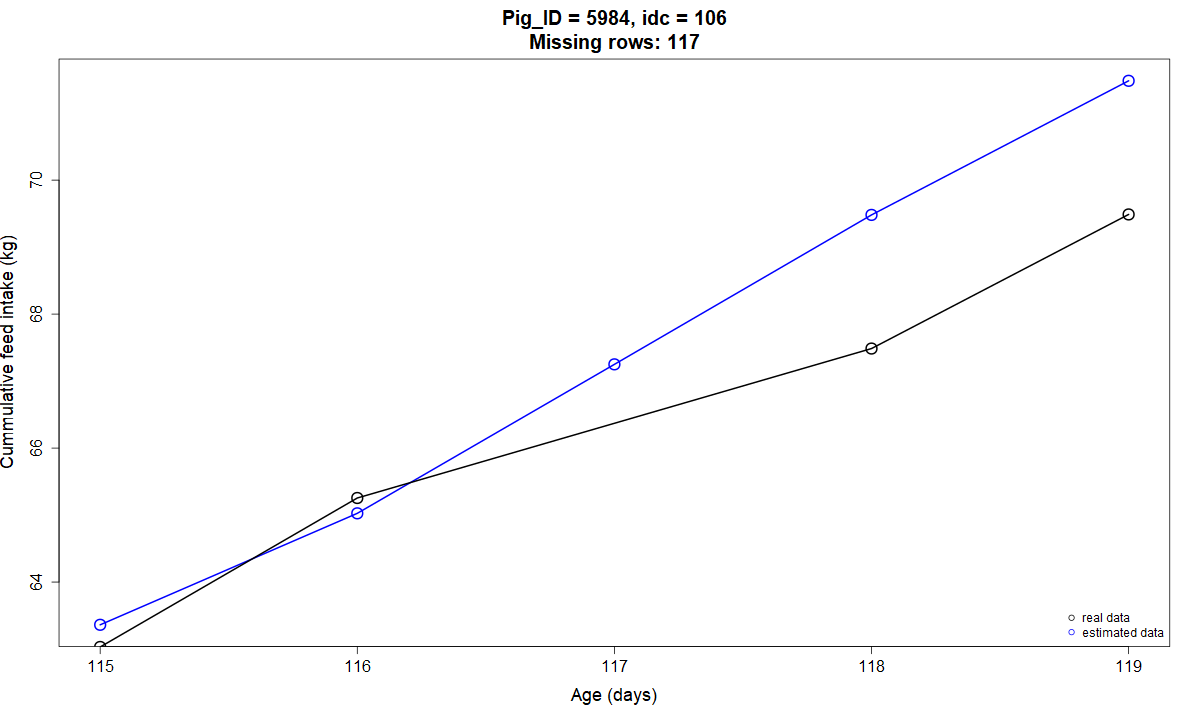 Pig_ID = 5984, idc = 106
Missing rows: 117
Cummulative feed intake (kg)
70
68
66
64
real data
estimated data
115 116 117 118 119
Age (days)